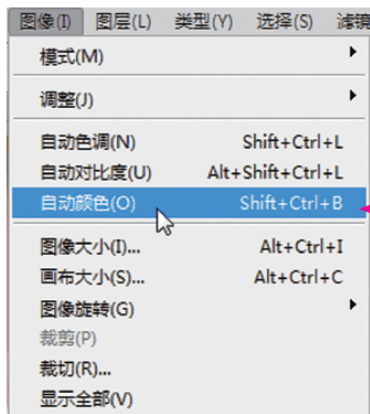 图像(I) 图层(L) 类型(Y) 选择(S) 滤镜
模式(M)
调整(J)
自动色调(N) Shift+Ctrl+L
自动对比度(U) Alt+Shift+Ctrl+L
自动颜色(O) Shift+Ctrl+B
图像大小(I)... Alt+Ctrl+I
画布大小(S)... Alt+Ctrl+C
图像旋转(G)
裁剪(P)
裁切(R)...
显示全部(V)